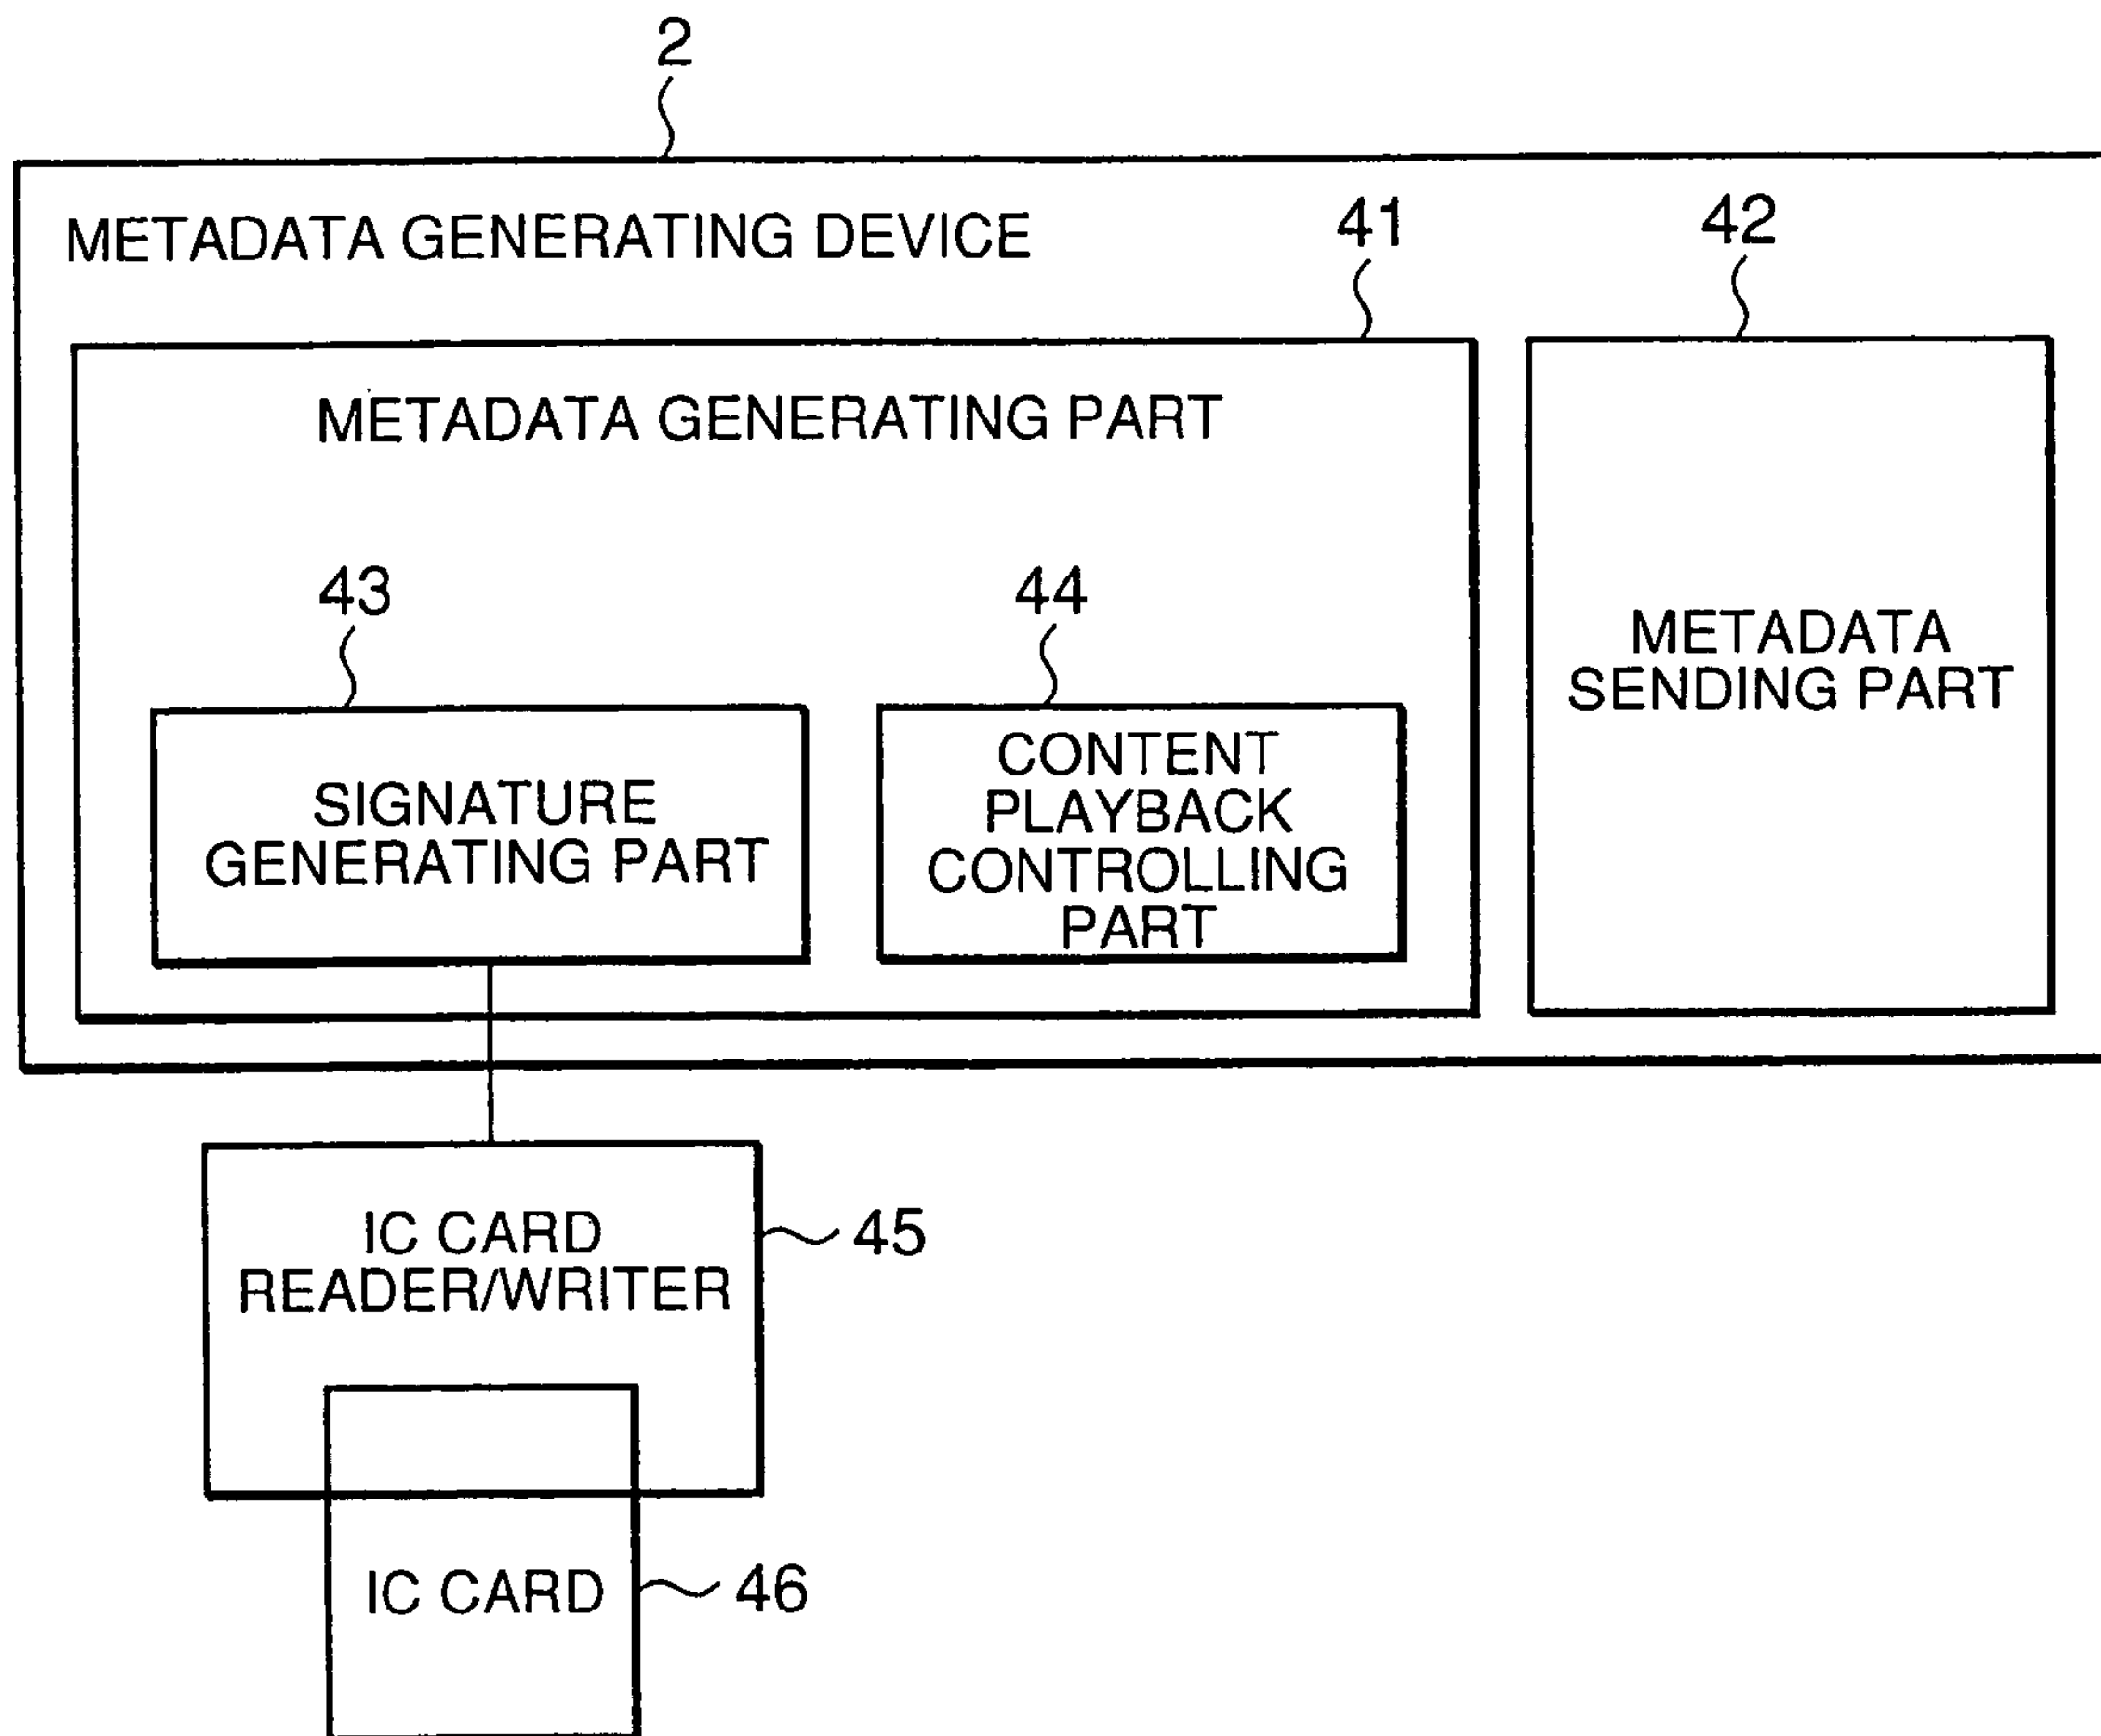 2
METADATA GENERATING DEVICE
41
42
METADATA GENERATING PART
43
44
METADATA
SENDING PART
SIGNATURE
GENERATING PART
CONTENT
PLAYBACK
CONTROLLING
PART
IC CARD
READER/WRITER
45
IC CARD
46